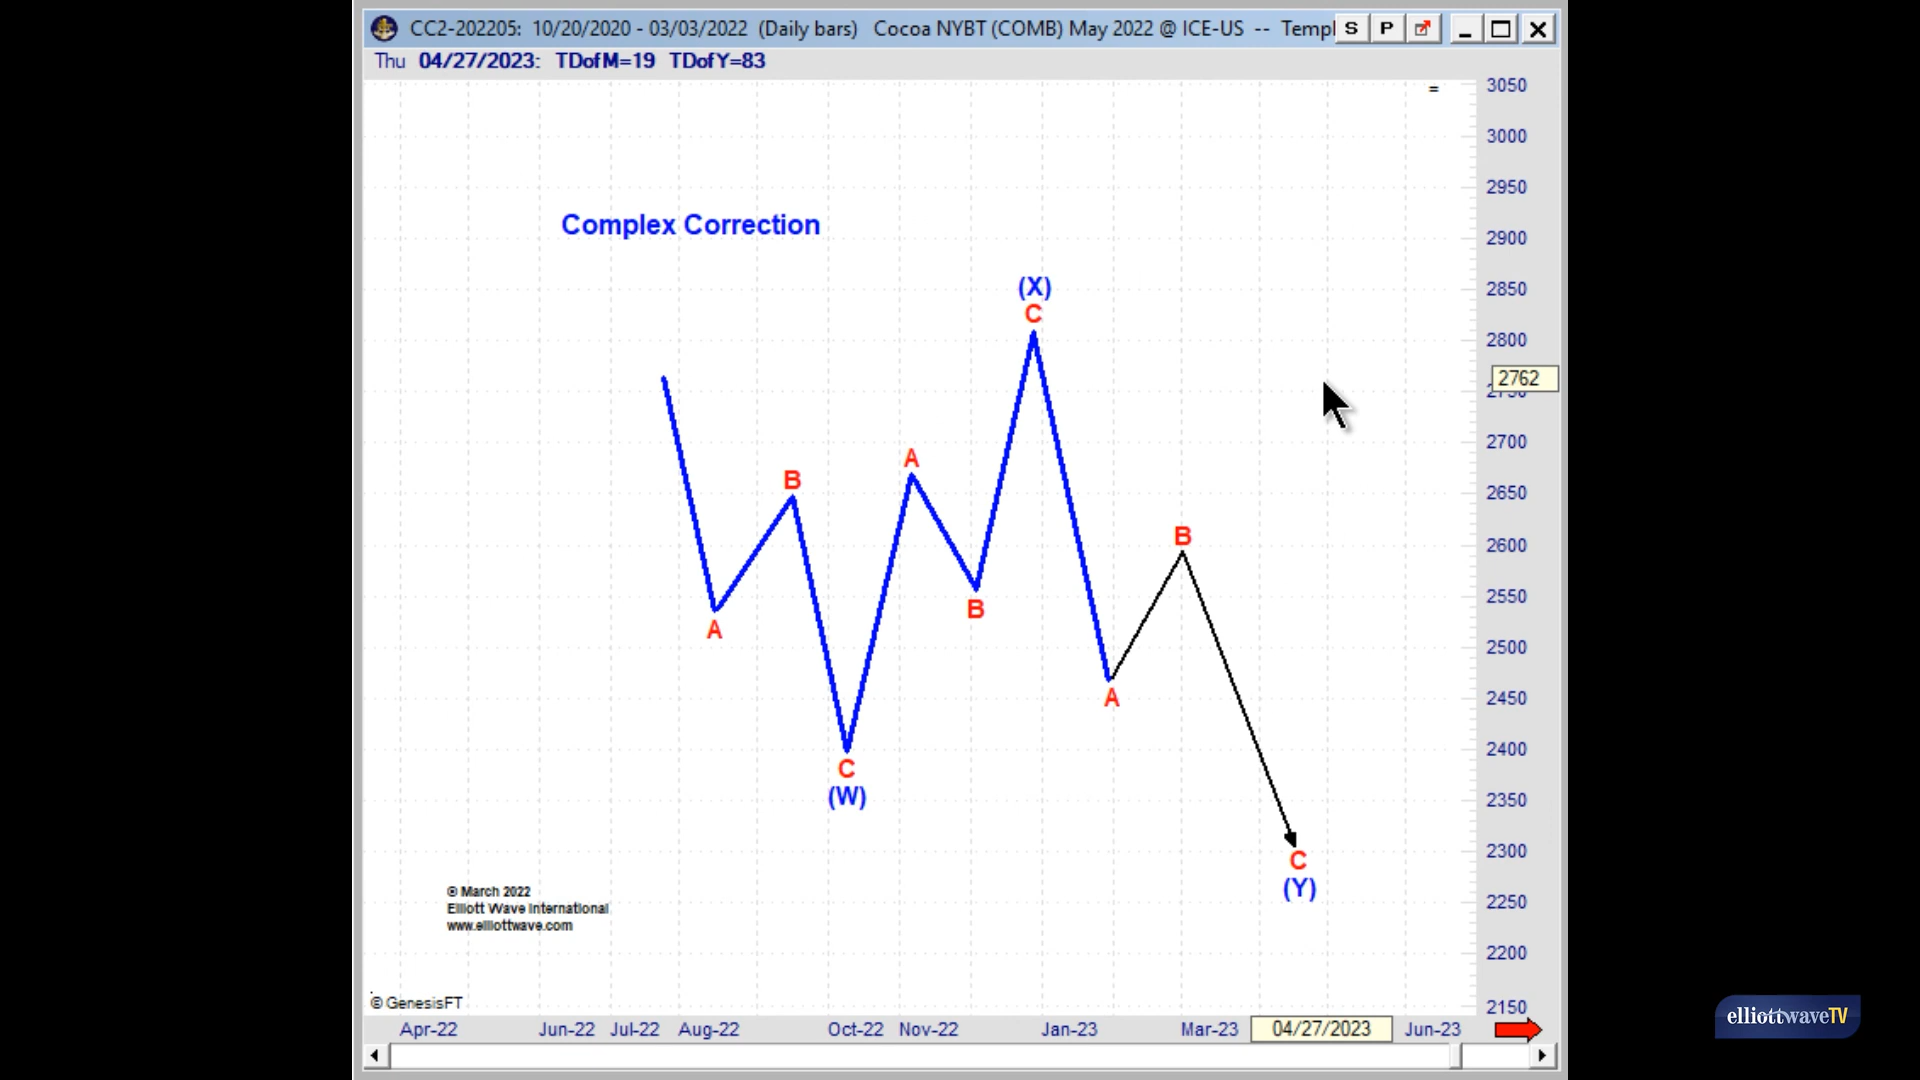 CC2-202205: 10/20/2020 - 03/03/2022 (Daily bars) Cocoa NYBT (COMB) May 2022 @ ICE-US -- Templ
S P
Thu 04/27/2023: TDofM=19 TDofY=83
=
3050
3000
2950
Complex Correction
2900
(X)
2850
C
2800
2762
2700
A
B
2650
B
2600
2550
B
A
2500
A
2450
2400
C
(W)
2350
2300
C
(Y)
2250
© March 2022
Elliott Wave International
www.elliottwave.com
2200
© GenesisFT
2150
Apr-22 Jun-22 Jul-22 Aug-22 Oct-22 Nov-22 Jan-23 Mar-23 04/27/2023 Jun-23
elliottwaveTV